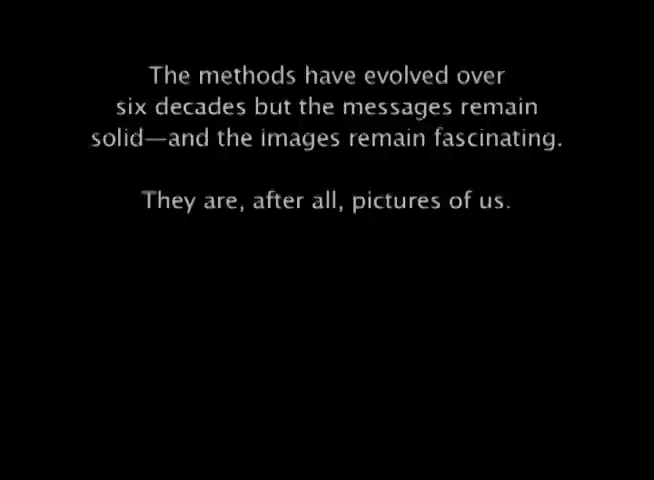 The methods have evolved over
six decades but the messages remain
solid—and the images remain fascinating.
They are, after all, pictures of us.